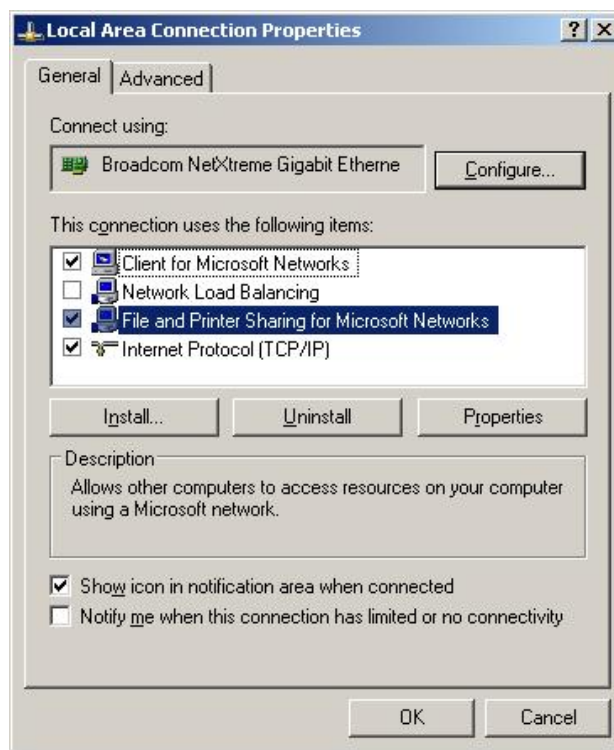 Local Area Connection Properties
General Advanced
Connect using:
Broadcom NetXtreme Gigabit Etherne
Configure...
This connection uses the following items:
Client for Microsoft Networks
Network Load Balancing
File and Printer Sharing for Microsoft Networks
Internet Protocol (TCP/IP)
Install... Uninstall Properties
Description
Allows other computers to access resources on your computer
using a Microsoft network.
Show icon in notification area when connected
Notify me when this connection has limited or no connectivity
OK Cancel